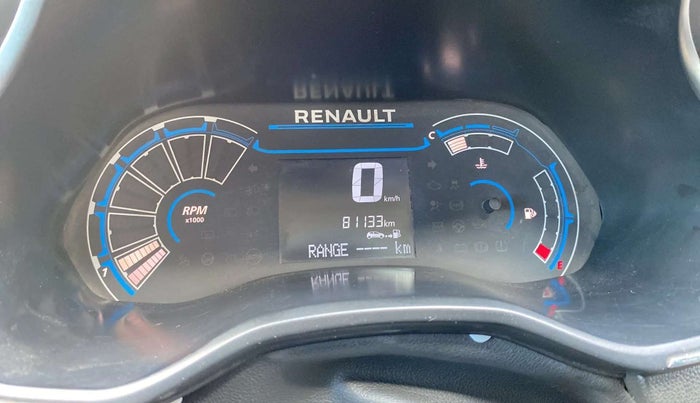 RENAULT
C
0 km/h
RPM
x1000
81133km
RANGE ---- km
1
E